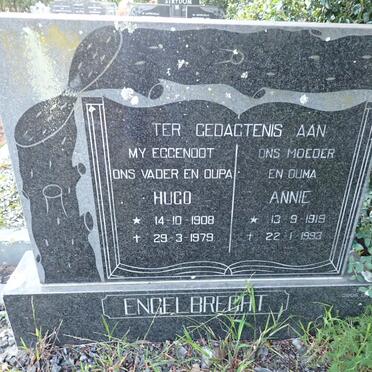 STRYDOM
TER GEDAGTENIS AAN
MY EGGENOOT
ONS VADER EN OUPA
HUGO
* 14-10-1908
† 29-3-1979
ONS MOEDER
EN OUMA
ANNIE
* 13-9-1919
† 22-1-1993
ENGELBRECHT